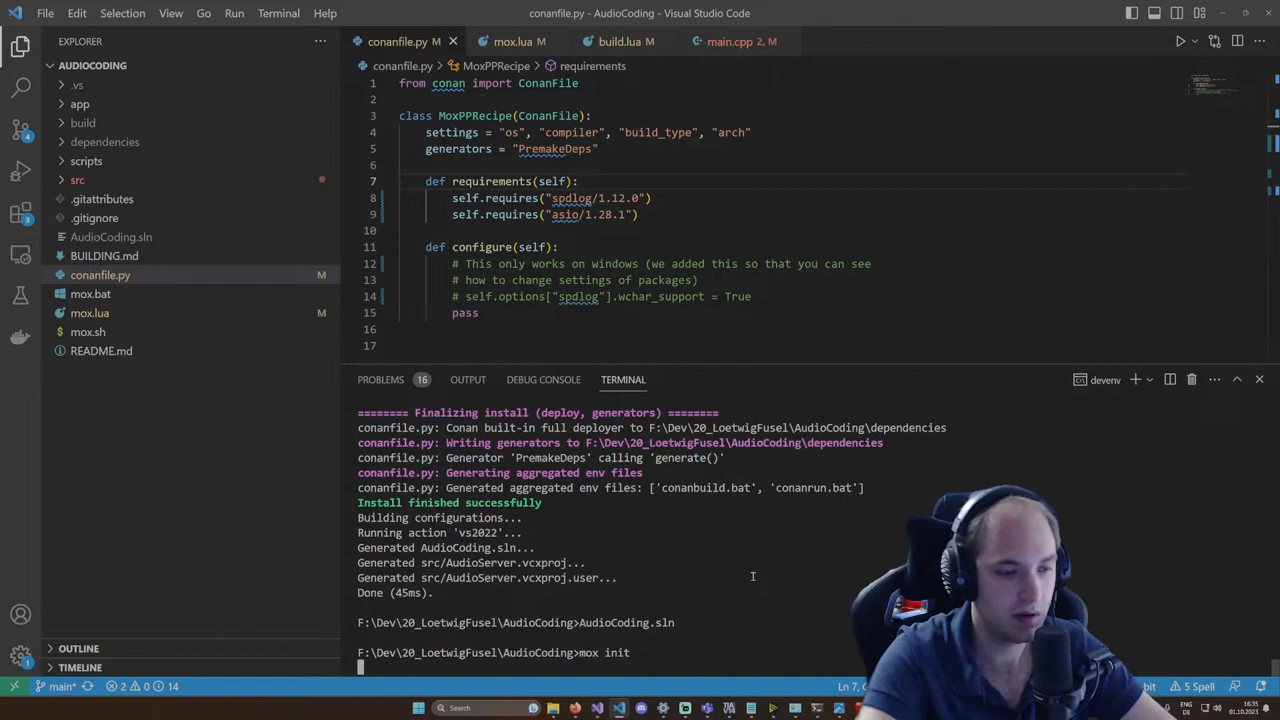 File Edit Selection View Go Run Terminal Help
conanfile.py - AudioCoding - Visual Studio Code
EXPLORER
conanfile.py M
mox.lua M
build.lua M
main.cpp 2, M
AUDIOCODING
conanfile.py > MoxPPRecipe > requirements
.vs
app
build
dependencies
scripts
src
.gitattributes
.gitignore
AudioCoding.sln
BUILDING.md
conanfile.py M
mox.bat
mox.lua M
mox.sh
README.md
1 from conan import ConanFile
2
3 class MoxPPRecipe(ConanFile):
4 settings = "os", "compiler", "build_type", "arch"
5 generators = "PremakeDeps"
6
7 def requirements(self):
8 self.requires("spdlog/1.12.0")
9 self.requires("asio/1.28.1")
10
11 def configure(self):
12 # This only works on windows (we added this so that you can see
13 # how to change settings of packages)
14 # self.options["spdlog"].wchar_support = True
15 pass
16
17
PROBLEMS 16 OUTPUT DEBUG CONSOLE TERMINAL
devenv
======== Finalizing install (deploy, generators) ========
conanfile.py: Conan built-in full deployer to F:\Dev\20_LoetwigFusel\AudioCoding\dependencies
conanfile.py: Writing generators to F:\Dev\20_LoetwigFusel\AudioCoding\dependencies
conanfile.py: Generator 'PremakeDeps' calling 'generate()'
conanfile.py: Generating aggregated env files
conanfile.py: Generated aggregated env files: ['conanbuild.bat', 'conanrun.bat']
Install finished successfully
Building configurations...
Running action 'vs2022'...
Generated AudioCoding.sln...
Generated src/AudioServer.vcxproj...
Generated src/AudioServer.vcxproj.user...
Done (45ms).
F:\Dev\20_LoetwigFusel\AudioCoding>AudioCoding.sln
F:\Dev\20_LoetwigFusel\AudioCoding>mox init
OUTLINE
TIMELINE
4
3
1
main* 2 0 14
Ln 7,
bit
5 Spell
Search
ENG
DE
16:35
01.10.2023